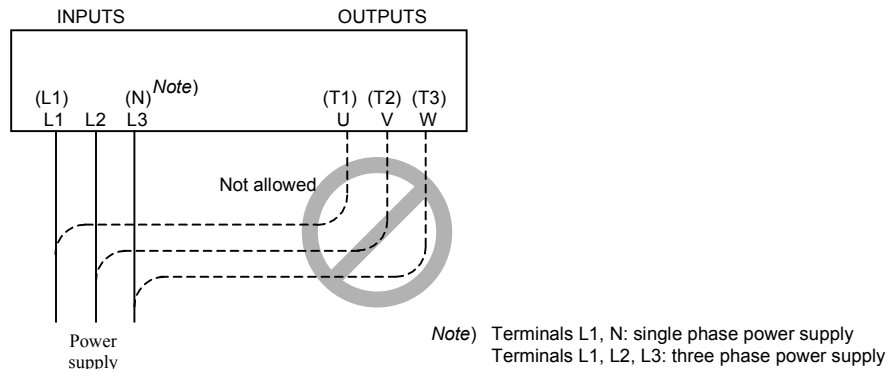 INPUTS OUTPUTS
(L1) (N) Note) (T1) (T2) (T3)
L1 L2 L3 U V W
Not allowed
Power
supply
Note) Terminals L1, N: single phase power supply
Terminals L1, L2, L3: three phase power supply